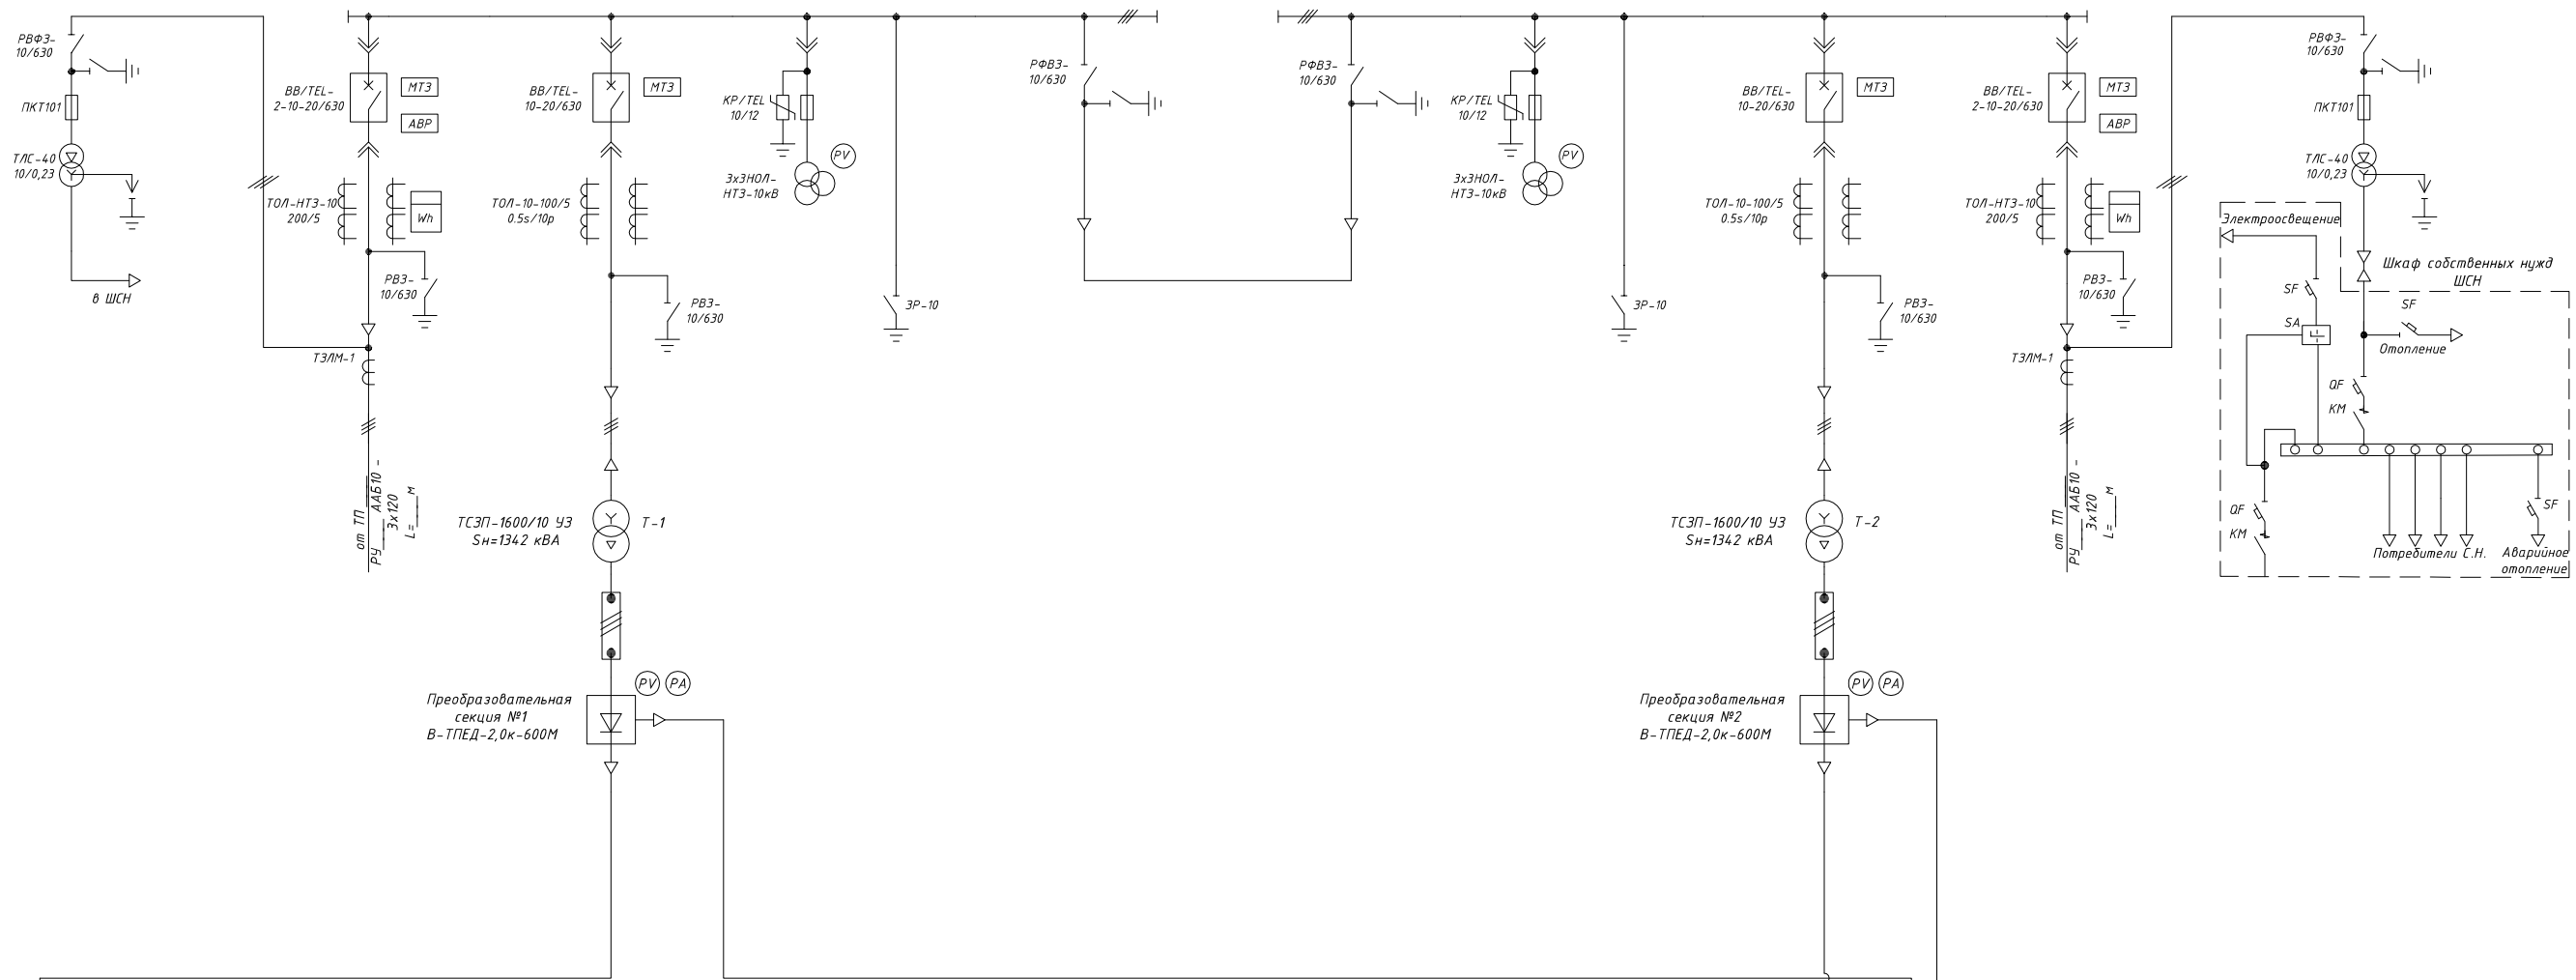 РВФЗ-
10/630
ПКТ101
ТЛС-40
10/0,23
в ШСН
ВВ/TEL-
2-10-20/630
МТЗ
АВР
ТОЛ-НТЗ-10
200/5
Wh
РВЗ-
10/630
ТЗЛМ-1
от ТП
РУ ____ ААБ10 -
3х120
L=____м
ВВ/TEL-
10-20/630
МТЗ
ТОЛ-10-100/5
0.5s/10р
РВЗ-
10/630
ТСЗП-1600/10 УЗ
Sн=1342 кВА
Т-1
PV
PA
Преобразовательная
секция №1
В-ТПЕД-2,0к-600М
КР/TEL
10/12
PV
3х3НОЛ-
НТЗ-10кВ
ЗР-10
РФВЗ-
10/630
РФВЗ-
10/630
КР/TEL
10/12
PV
3х3НОЛ-
НТЗ-10кВ
ЗР-10
ВВ/TEL-
10-20/630
МТЗ
ТОЛ-10-100/5
0.5s/10р
РВЗ-
10/630
ТСЗП-1600/10 УЗ
Sн=1342 кВА
Т-2
PV
PA
Преобразовательная
секция №2
В-ТПЕД-2,0к-600М
ВВ/TEL-
2-10-20/630
МТЗ
АВР
ТОЛ-НТЗ-10
200/5
Wh
РВЗ-
10/630
ТЗЛМ-1
от ТП
РУ ____ ААБ10 -
3х120
L=____м
РВФЗ-
10/630
ПКТ101
ТЛС-40
10/0,23
Электроосвещение
Шкаф собственных нужд
ШСН
SF
SF
SA
Отопление
QF
KM
QF
KM
SF
Потребители С.Н.
Аварийное
отопление